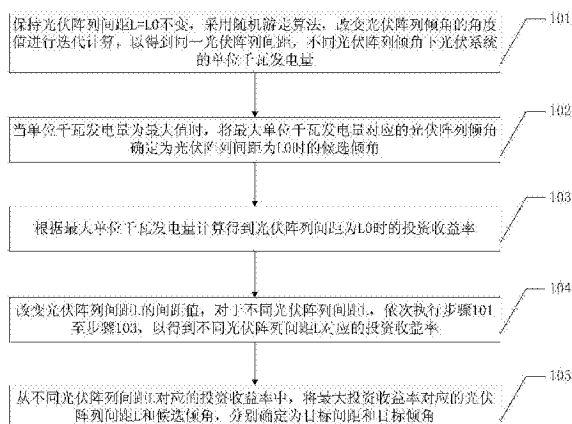 保持光伏阵列间距L=L0不变，采用随机游走算法，改变光伏阵列倾角的角度
值进行迭代计算，以得到同一光伏阵列间距，不同光伏阵列倾角下光伏系统
的单位千瓦发电量
101
当单位千瓦发电量为最大值时，将最大单位千瓦发电量对应的光伏阵列倾角
确定为光伏阵列间距为L0时的候选倾角
102
根据最大单位千瓦发电量计算得到光伏阵列间距为L0时的投资收益率
103
改变光伏阵列间距L的间距值，对于不同光伏阵列间距L，依次执行步骤101
至步骤103，以得到不同光伏阵列间距L对应的投资收益率
104
从不同光伏阵列间距L对应的投资收益率中，将最大投资收益率对应的光伏
阵列间距L和候选倾角，分别确定为目标间距和目标倾角
105